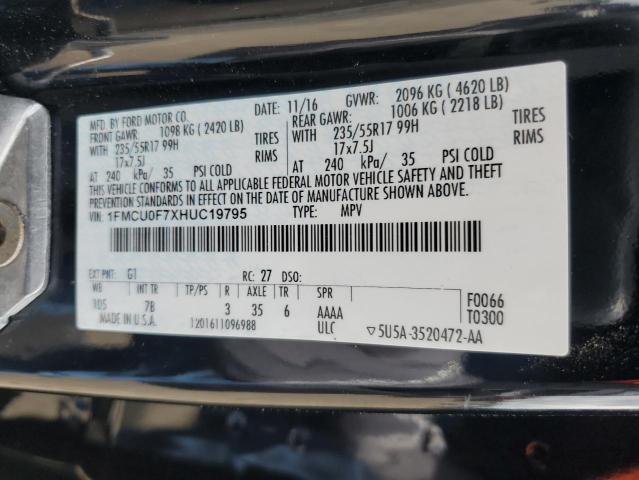 MFD. BY FORD MOTOR CO. DATE: 11/16 GVWR: 2096 KG ( 4620 LB)
FRONT GAWR: 1098 KG ( 2420 LB) REAR GAWR: 1006 KG ( 2218 LB)
WITH 235/55R17 99H TIRES WITH 235/55R17 99H TIRES
17x7.5J RIMS 17x7.5J RIMS
AT 240 kPa/ 35 PSI COLD AT 240 kPa/ 35 PSI COLD
THIS VEHICLE CONFORMS TO ALL APPLICABLE FEDERAL MOTOR VEHICLE SAFETY AND THEFT
PREVENTION STANDARDS IN EFFECT ON THE DATE OF MANUFACTURE SHOWN ABOVE.
VIN: 1FMCU0F7XHUC19795 TYPE: MPV
EXT PNT: G1 RC: 27 DSO:
WB INT TR TP/PS R AXLE TR SPR
105 7B 3 35 6 AAAA F0066
MADE IN U.S.A. 1201611096988 ULC T0300
5U5A-3520472-AA